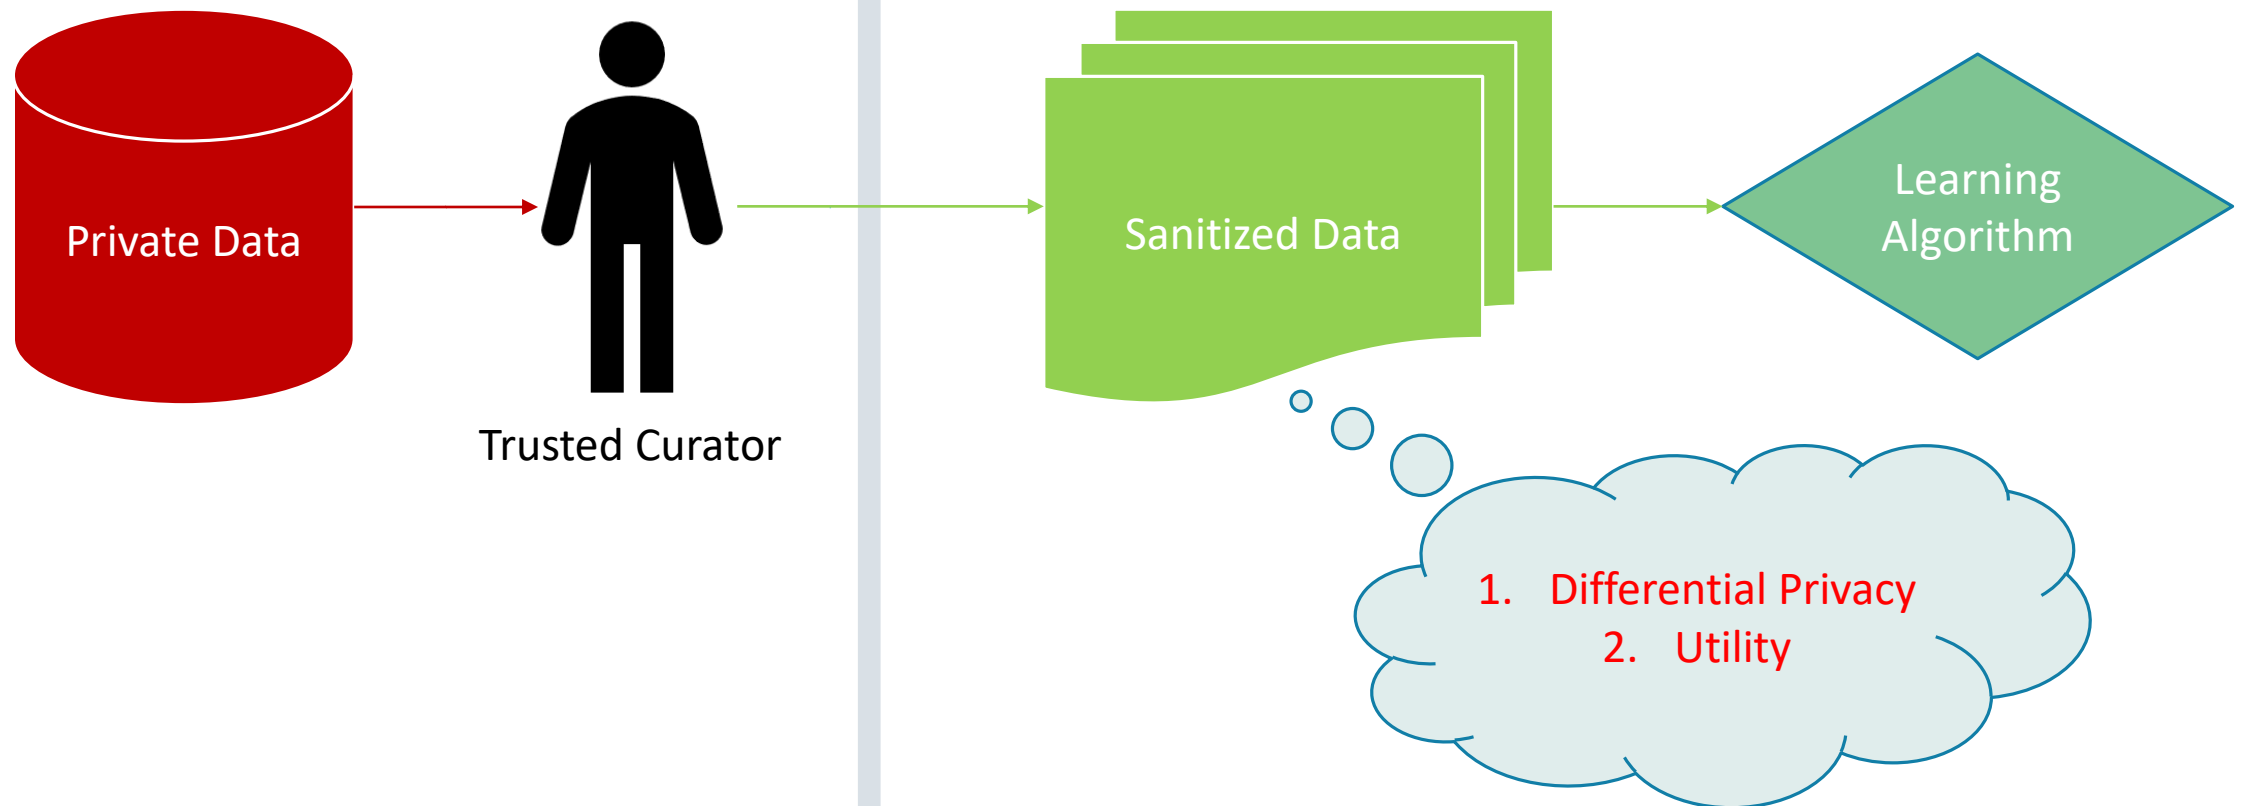 Private Data
Trusted Curator
Sanitized Data
Learning
Algorithm
1. Differential Privacy
2. Utility